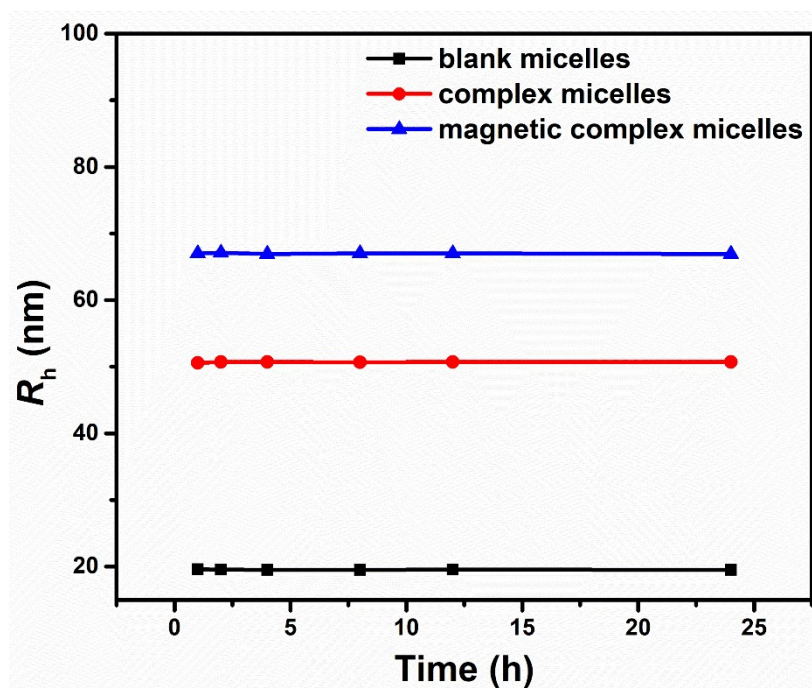 100
blank micelles
complex micelles
magnetic complex micelles
80
60
R_h (nm)
40
20
0 5 10 15 20 25
Time (h)